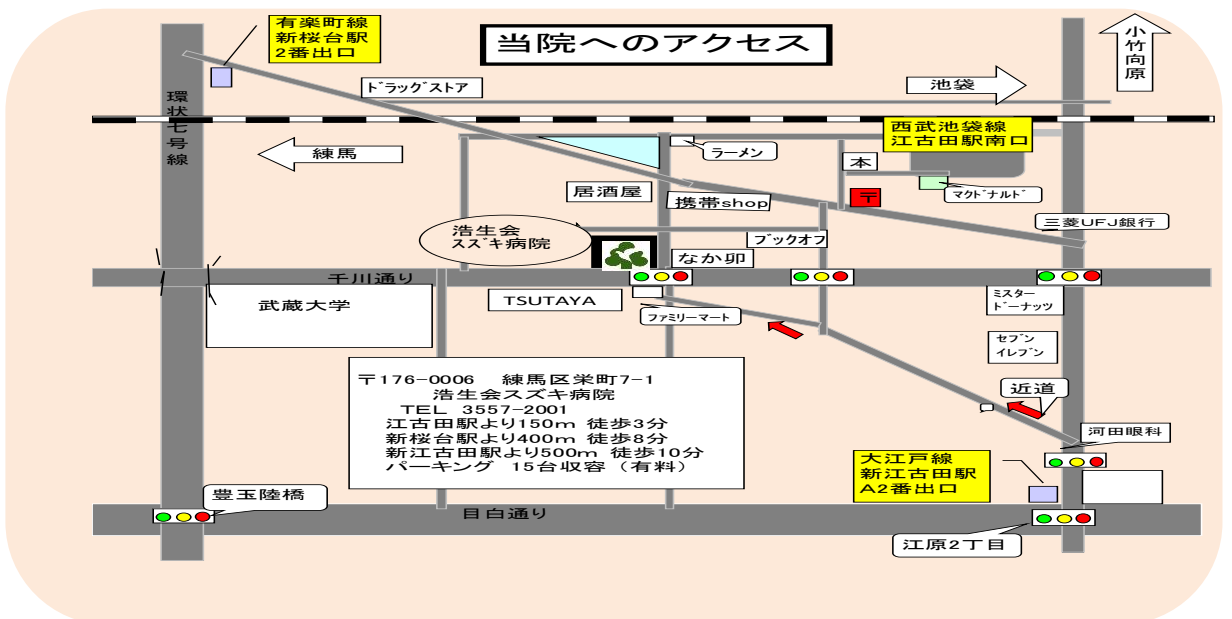 有楽町線
新桜台駅
2番出口
当院へのアクセス
小竹向原
ドラッグストア
池袋
環状七号線
練馬
ラーメン
西武池袋線
江古田駅南口
本
居酒屋
携帯shop
〒
マクドナルド
三菱UFJ銀行
浩生会
スズキ病院
ブックオフ
なか卯
千川通り
武蔵大学
TSUTAYA
ファミリーマート
ミスター
ドーナッツ
セブン
イレブン
近道
〒176-0006 練馬区栄町7-1
浩生会スズキ病院
TEL 3557-2001
江古田駅より150m 徒歩3分
新桜台駅より400m 徒歩8分
新江古田駅より500m 徒歩10分
パーキング 15台収容（有料）
河田眼科
大江戸線
新江古田駅
A2番出口
豊玉陸橋
目白通り
江原2丁目